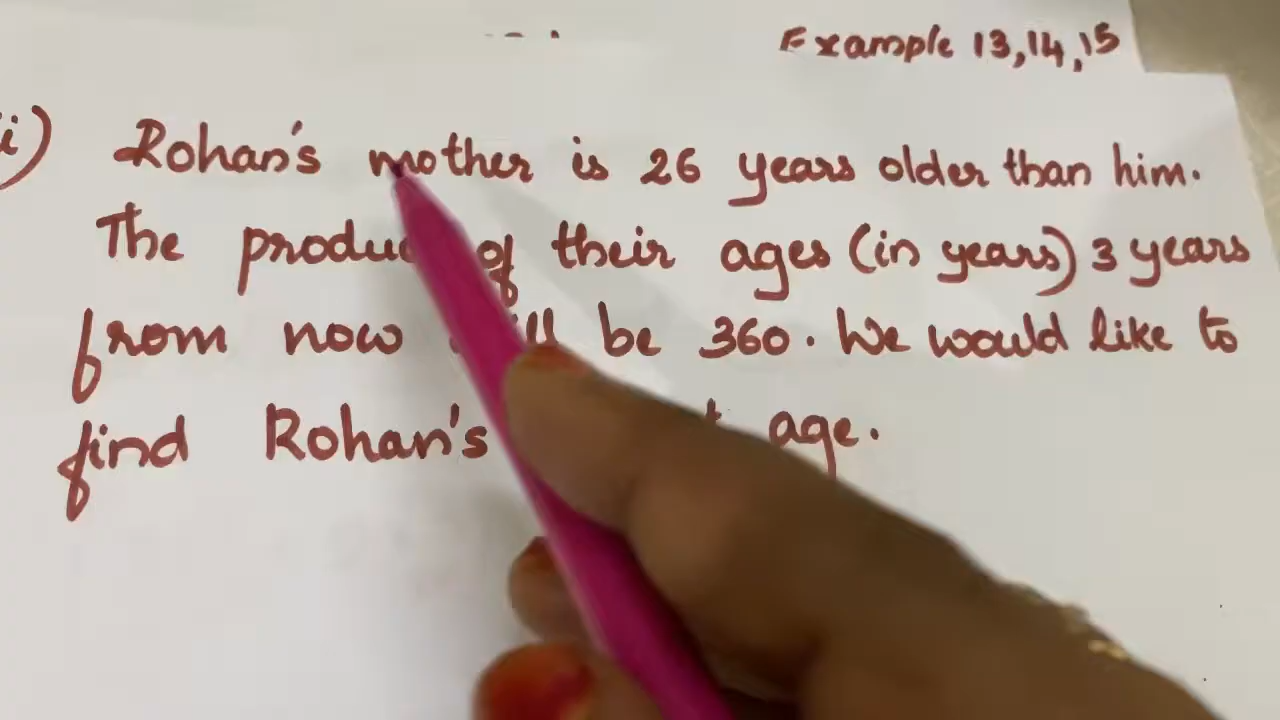 Example 13,14,15
i)
Rohan's mother is 26 years older than him.
The produc of their ages (in years) 3 years
from now ill be 360. We would like to
find Rohan's age.